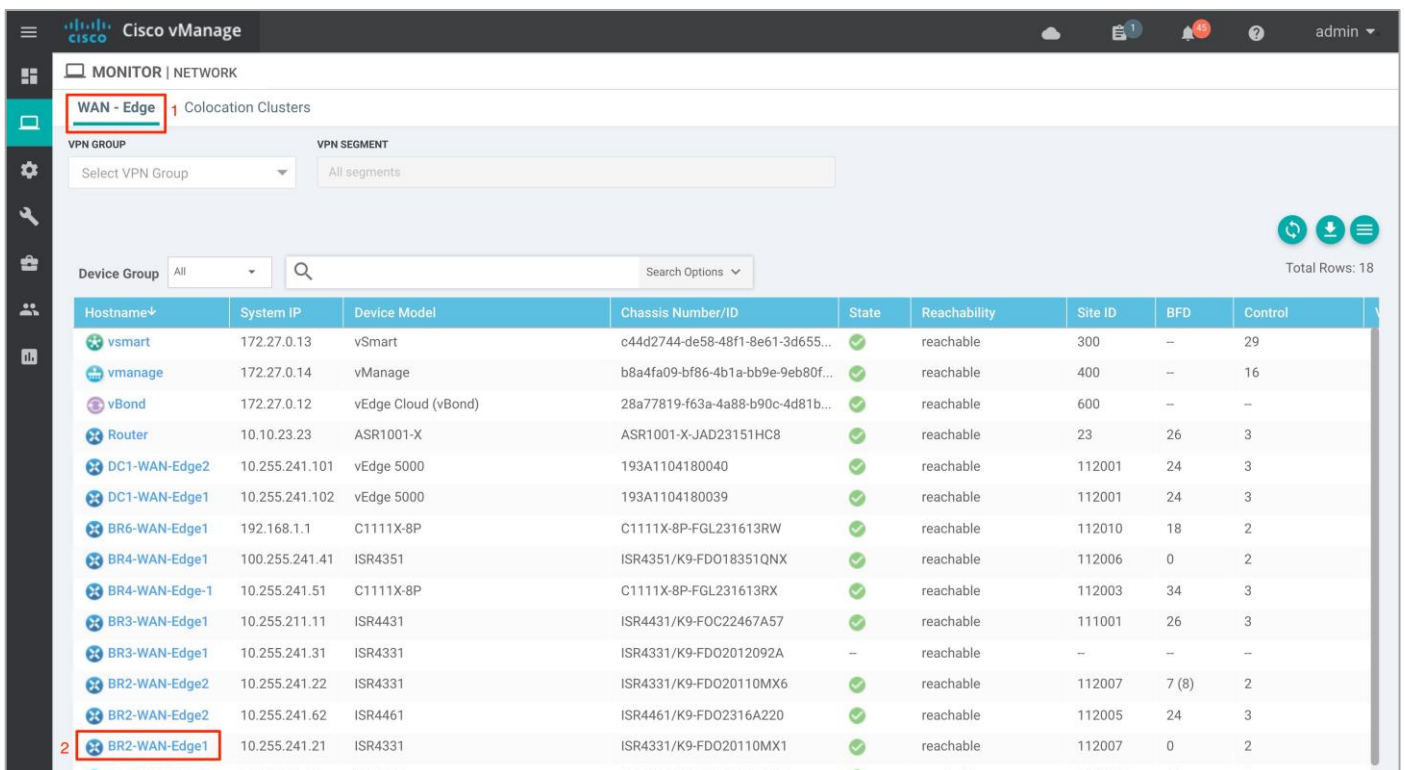 cisco Cisco vManage 1 45 admin
MONITOR | NETWORK
WAN - Edge 1 Colocation Clusters
VPN GROUP VPN SEGMENT
Select VPN Group All segments
Device Group All Search Options Total Rows: 18
Hostname System IP Device Model Chassis Number/ID State Reachability Site ID BFD Control
vsmart 172.27.0.13 vSmart c44d2744-de58-48f1-8e61-3d655... reachable 300 -- 29
vmanage 172.27.0.14 vManage b8a4fa09-bf86-4b1a-bb9e-9eb80f... reachable 400 -- 16
vBond 172.27.0.12 vEdge Cloud (vBond) 28a77819-f63a-4a88-b90c-4d81b... reachable 600 -- --
Router 10.10.23.23 ASR1001-X ASR1001-X-JAD23151HC8 reachable 23 26 3
DC1-WAN-Edge2 10.255.241.101 vEdge 5000 193A1104180040 reachable 112001 24 3
DC1-WAN-Edge1 10.255.241.102 vEdge 5000 193A1104180039 reachable 112001 24 3
BR6-WAN-Edge1 192.168.1.1 C1111X-8P C1111X-8P-FGL231613RW reachable 112010 18 2
BR4-WAN-Edge1 100.255.241.41 ISR4351 ISR4351/K9-FDO18351QNX reachable 112006 0 2
BR4-WAN-Edge-1 10.255.241.51 C1111X-8P C1111X-8P-FGL231613RX reachable 112003 34 3
BR3-WAN-Edge1 10.255.211.11 ISR4431 ISR4431/K9-FOC22467A57 reachable 111001 26 3
BR3-WAN-Edge1 10.255.241.31 ISR4331 ISR4331/K9-FDO2012092A -- reachable -- -- --
BR2-WAN-Edge2 10.255.241.22 ISR4331 ISR4331/K9-FDO20110MX6 reachable 112007 7 (8) 2
BR2-WAN-Edge2 10.255.241.62 ISR4461 ISR4461/K9-FDO2316A220 reachable 112005 24 3
2 BR2-WAN-Edge1 10.255.241.21 ISR4331 ISR4331/K9-FDO20110MX1 reachable 112007 0 2